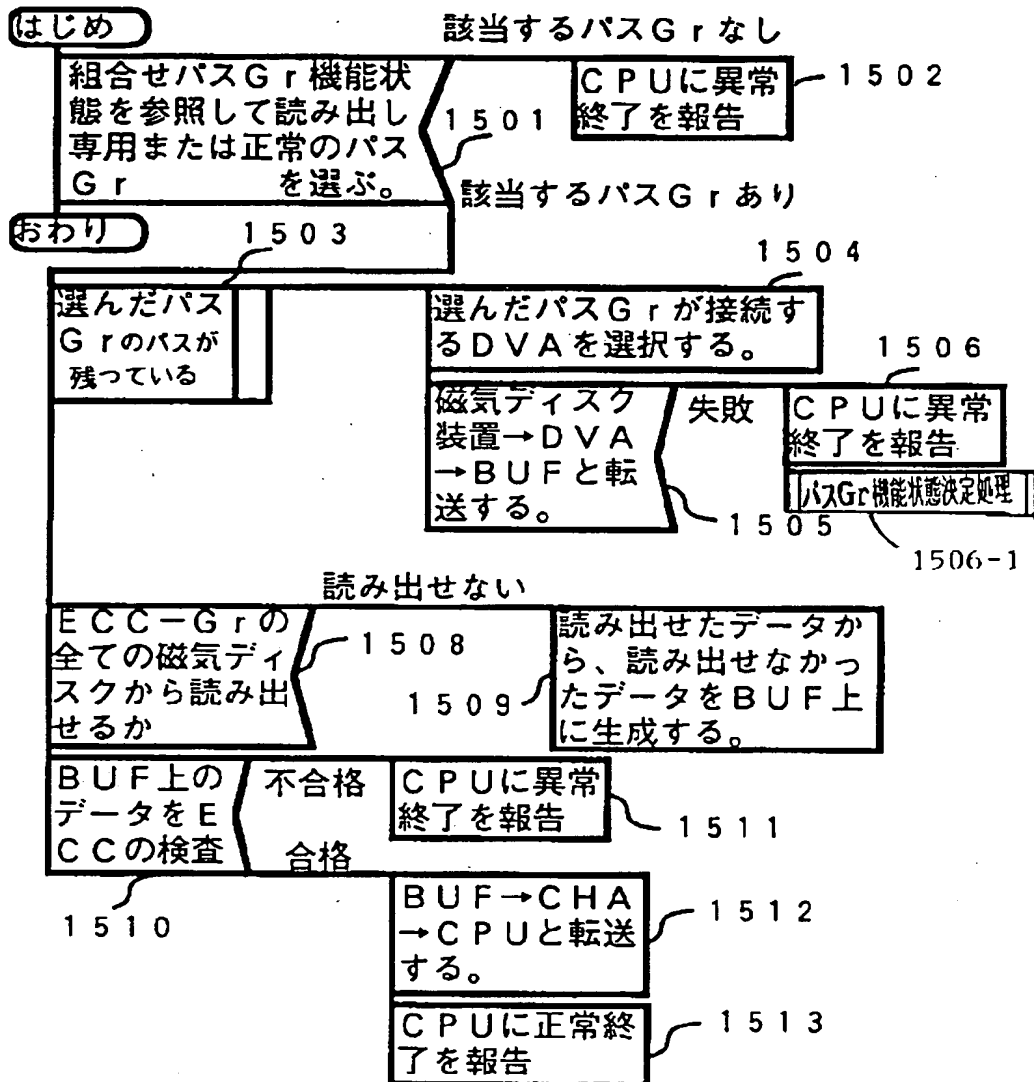 はじめ
該当するパスGrなし
組合せパスGr機能状
態を参照して読み出し
専用または正常のパス
Gr を選ぶ。
1501
CPUに異常
終了を報告
1502
該当するパスGrあり
おわり
1503
選んだパス
Grのパスが
残っている
1504
選んだパスGrが接続す
るDVAを選択する。
磁気ディスク
装置→DVA
→BUFと転
送する。
失敗
1505
1506
CPUに異常
終了を報告
パスGr機能状態決定処理
1506-1
読み出せない
ECC-Grの
全ての磁気ディ
スクから読み出
せるか
1508
1509
読み出せたデータか
ら、読み出せなかっ
たデータをBUF上
に生成する。
BUF上の
データをE
CCの検査
1510
不合格
合格
CPUに異常
終了を報告
1511
BUF→CHA
→CPUと転送
する。
1512
CPUに正常終
了を報告
1513